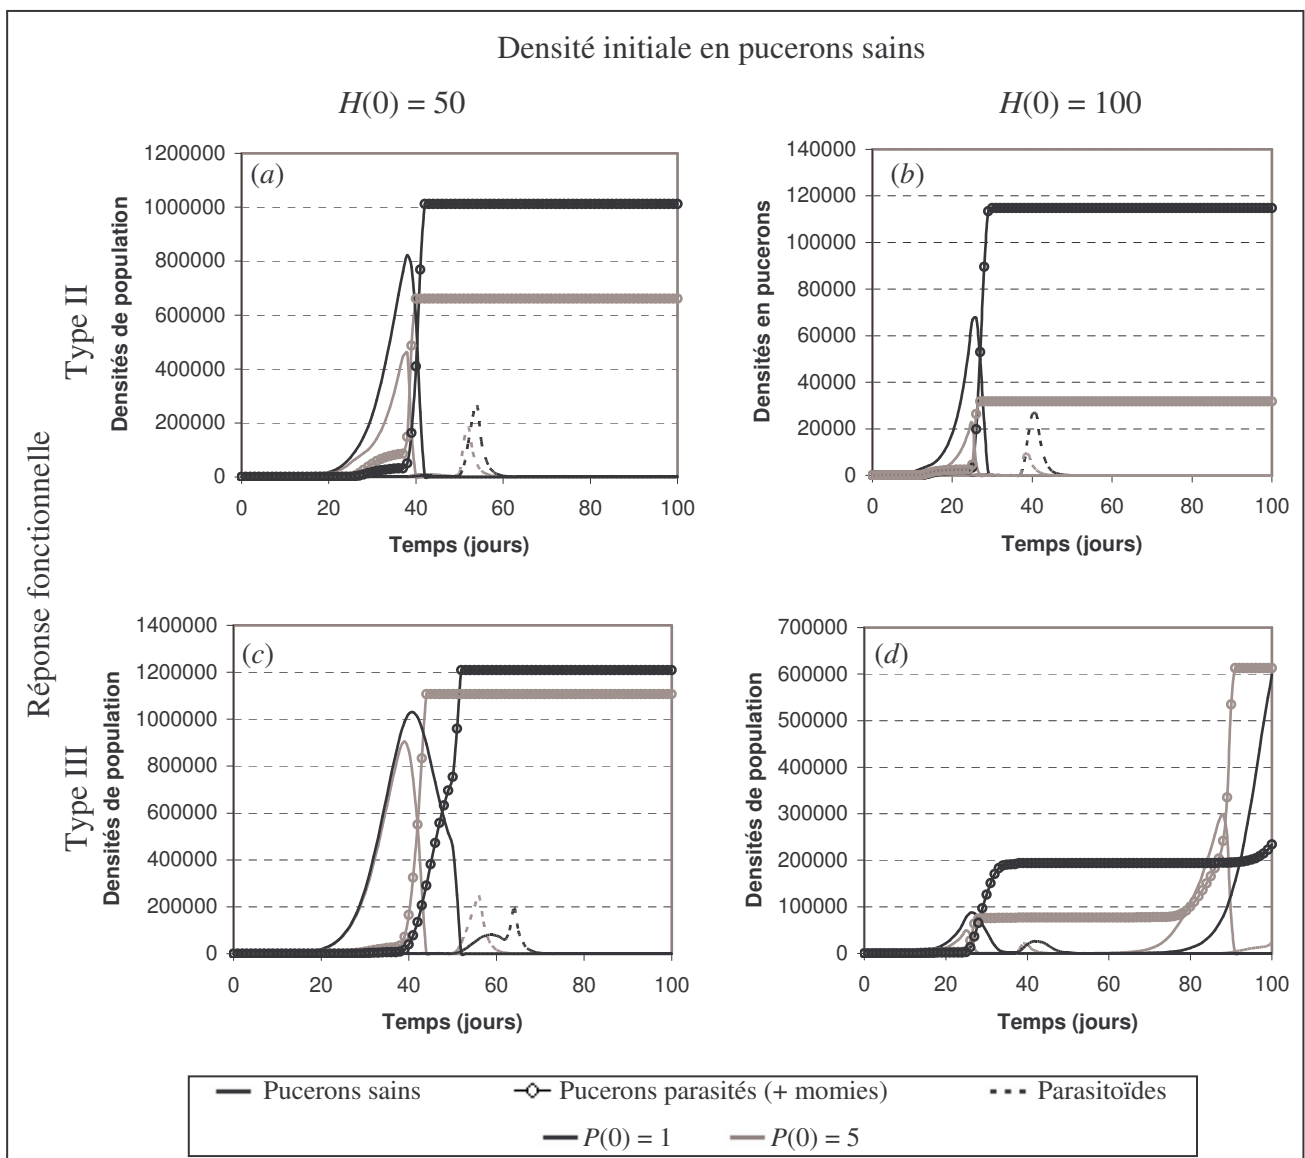 Densité initiale en pucerons sains
H(0) = 50
H(0) = 100
Réponse fonctionnelle
Type II
Type III
(a)
Densités de population
1200000
1000000
800000
600000
400000
200000
0
0 20 40 60 80 100
Temps (jours)
(b)
Densités en pucerons
140000
120000
100000
80000
60000
40000
20000
0
0 20 40 60 80 100
Temps (jours)
(c)
Densités de population
1400000
1200000
1000000
800000
600000
400000
200000
0
0 20 40 60 80 100
Temps (jours)
(d)
Densités de population
700000
600000
500000
400000
300000
200000
100000
0
0 20 40 60 80 100
Temps (jours)
Pucerons sains Pucerons parasités (+ momies) Parasitoïdes
P(0) = 1 P(0) = 5